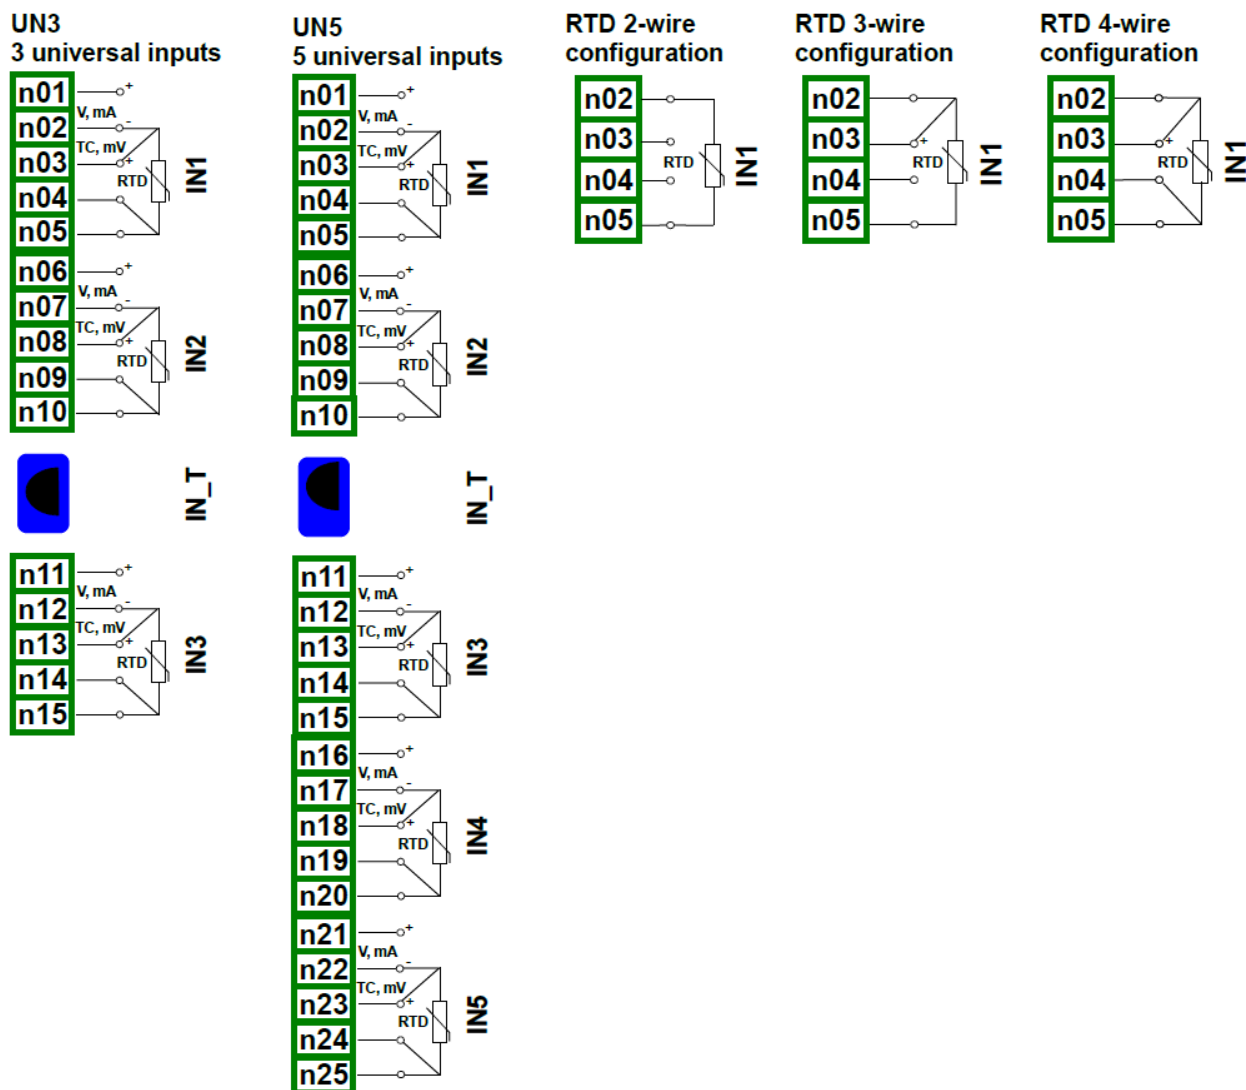 UN3
3 universal inputs
n01
+
V, mA
n02
-
TC, mV
n03
+
RTD
n04
n05
IN1
n06
+
V, mA
n07
-
TC, mV
n08
+
RTD
n09
n10
IN2
IN_T
n11
+
V, mA
n12
-
TC, mV
n13
+
RTD
n14
n15
IN3
UN5
5 universal inputs
n01
+
V, mA
n02
-
TC, mV
n03
+
RTD
n04
n05
IN1
n06
+
V, mA
n07
-
TC, mV
n08
+
RTD
n09
n10
IN2
IN_T
n11
+
V, mA
n12
-
TC, mV
n13
+
RTD
n14
n15
IN3
n16
+
V, mA
n17
-
TC, mV
n18
+
RTD
n19
n20
IN4
n21
+
V, mA
n22
-
TC, mV
n23
+
RTD
n24
n25
IN5
RTD 2-wire
configuration
n02
n03
RTD
n04
n05
IN1
RTD 3-wire
configuration
n02
n03
+
RTD
n04
n05
IN1
RTD 4-wire
configuration
n02
n03
+
RTD
n04
n05
IN1